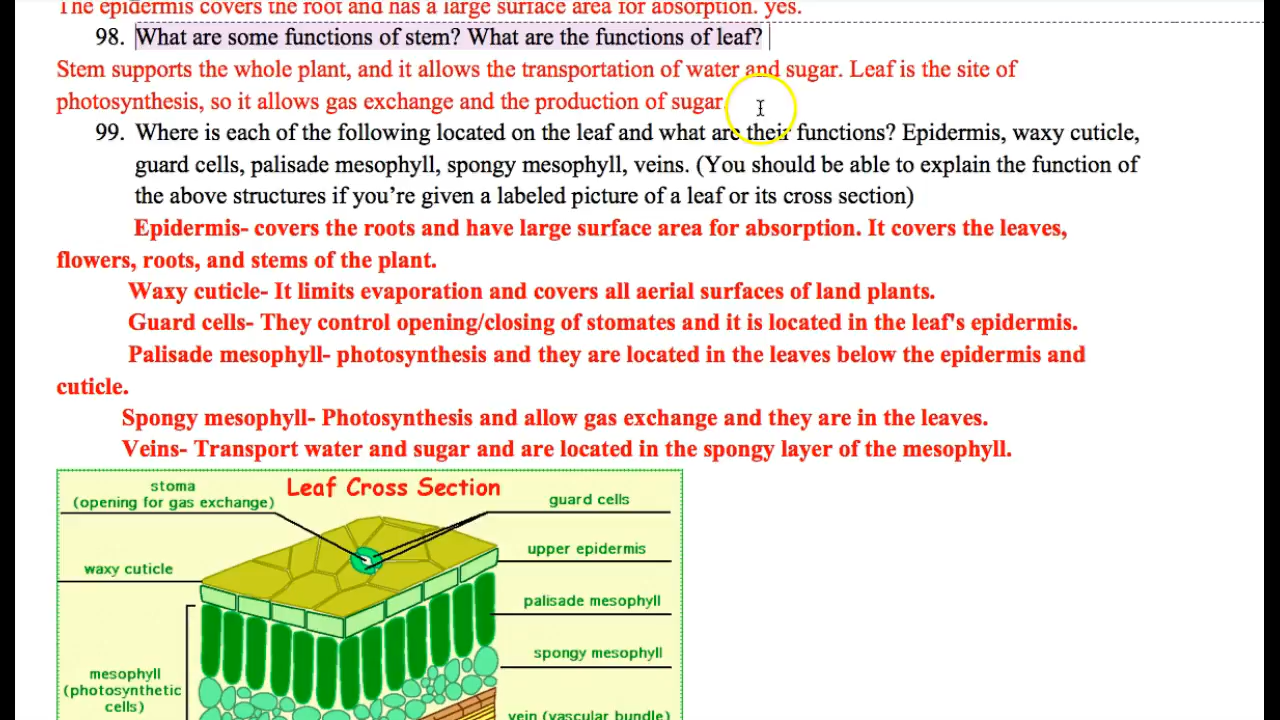 The epidermis covers the root and has a large surface area for absorption. yes.
98. What are some functions of stem? What are the functions of leaf?
Stem supports the whole plant, and it allows the transportation of water and sugar. Leaf is the site of
photosynthesis, so it allows gas exchange and the production of sugar.
99. Where is each of the following located on the leaf and what are their functions? Epidermis, waxy cuticle,
guard cells, palisade mesophyll, spongy mesophyll, veins. (You should be able to explain the function of
the above structures if you're given a labeled picture of a leaf or its cross section)
Epidermis- covers the roots and have large surface area for absorption. It covers the leaves,
flowers, roots, and stems of the plant.
Waxy cuticle- It limits evaporation and covers all aerial surfaces of land plants.
Guard cells- They control opening/closing of stomates and it is located in the leaf's epidermis.
Palisade mesophyll- photosynthesis and they are located in the leaves below the epidermis and
cuticle.
Spongy mesophyll- Photosynthesis and allow gas exchange and they are in the leaves.
Veins- Transport water and sugar and are located in the spongy layer of the mesophyll.
Leaf Cross Section
stoma
(opening for gas exchange)
guard cells
upper epidermis
waxy cuticle
palisade mesophyll
spongy mesophyll
mesophyll
(photosynthetic
cells)
vein (vascular bundle)